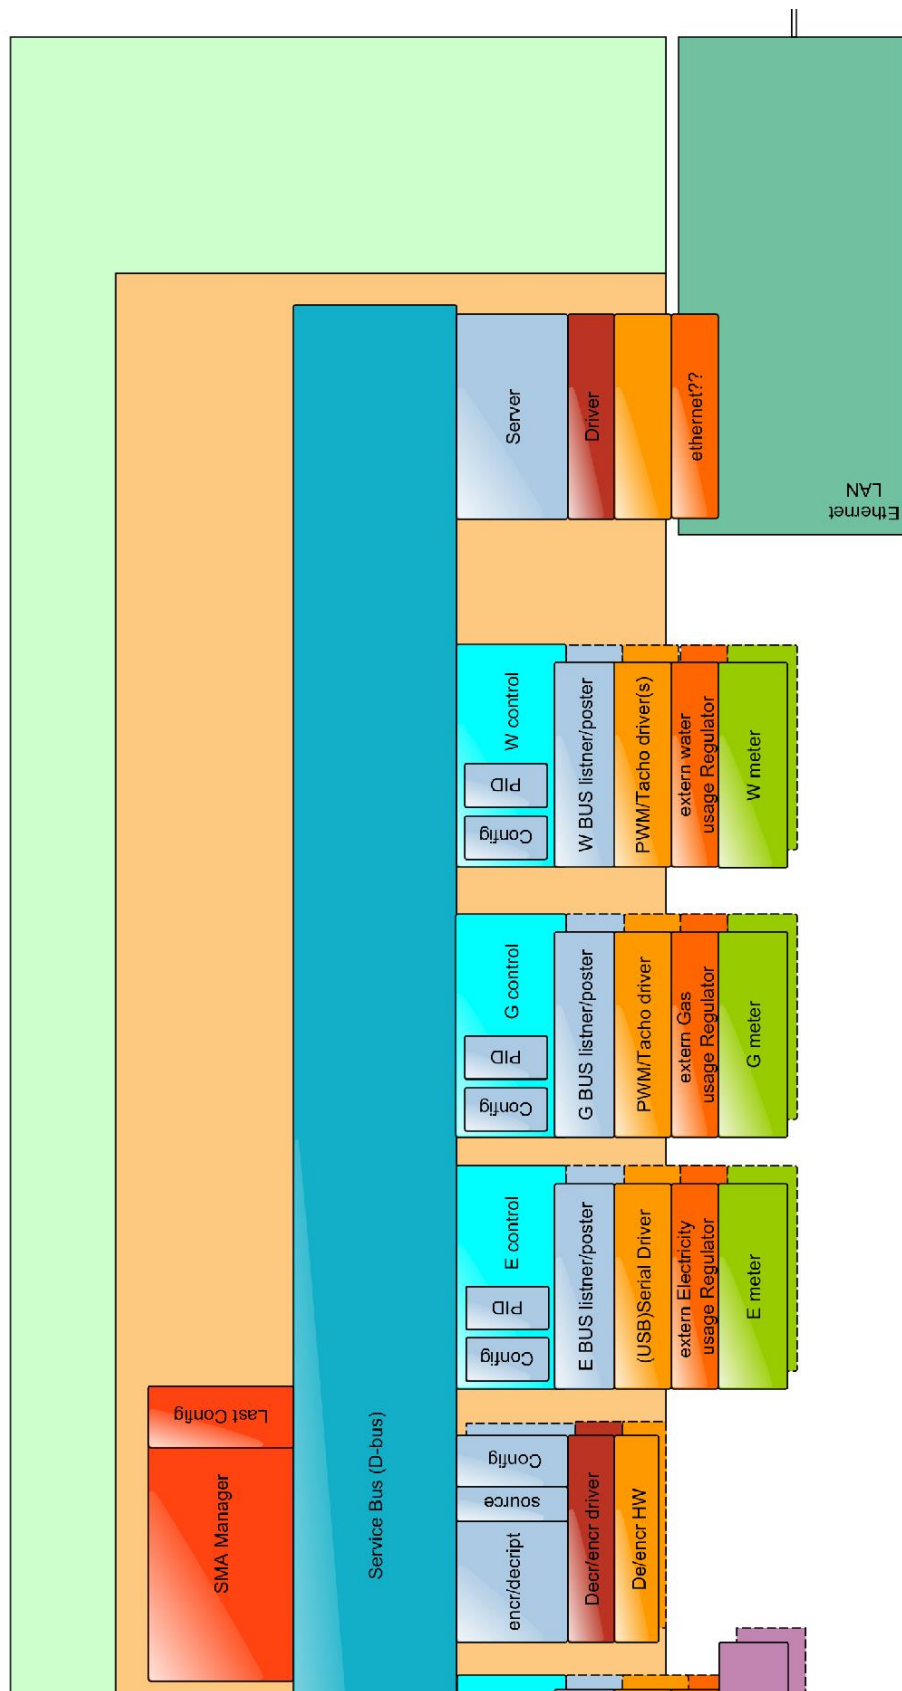 Server
Driver
ethernet??
Ethernet
LAN
W control
PID
Config
W BUS listner/poster
PWM/Tacho driver(s)
extern water
usage Regulator
W meter
G control
PID
Config
G BUS listner/poster
PWM/Tacho driver
extern Gas
usage Regulator
G meter
E control
PID
Config
E BUS listner/poster
(USB)Serial Driver
extern Electricity
usage Regulator
E meter
Last Config
SMA Manager
Service Bus (D-bus)
Config
source
encr/decript
Decr/encr driver
De/encr HW